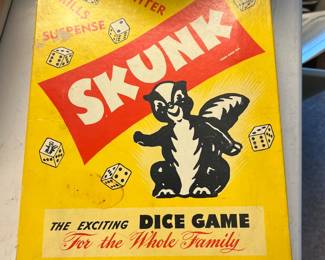 SUSPENSE
SKUNK
THE EXCITING DICE GAME
For the Whole Family